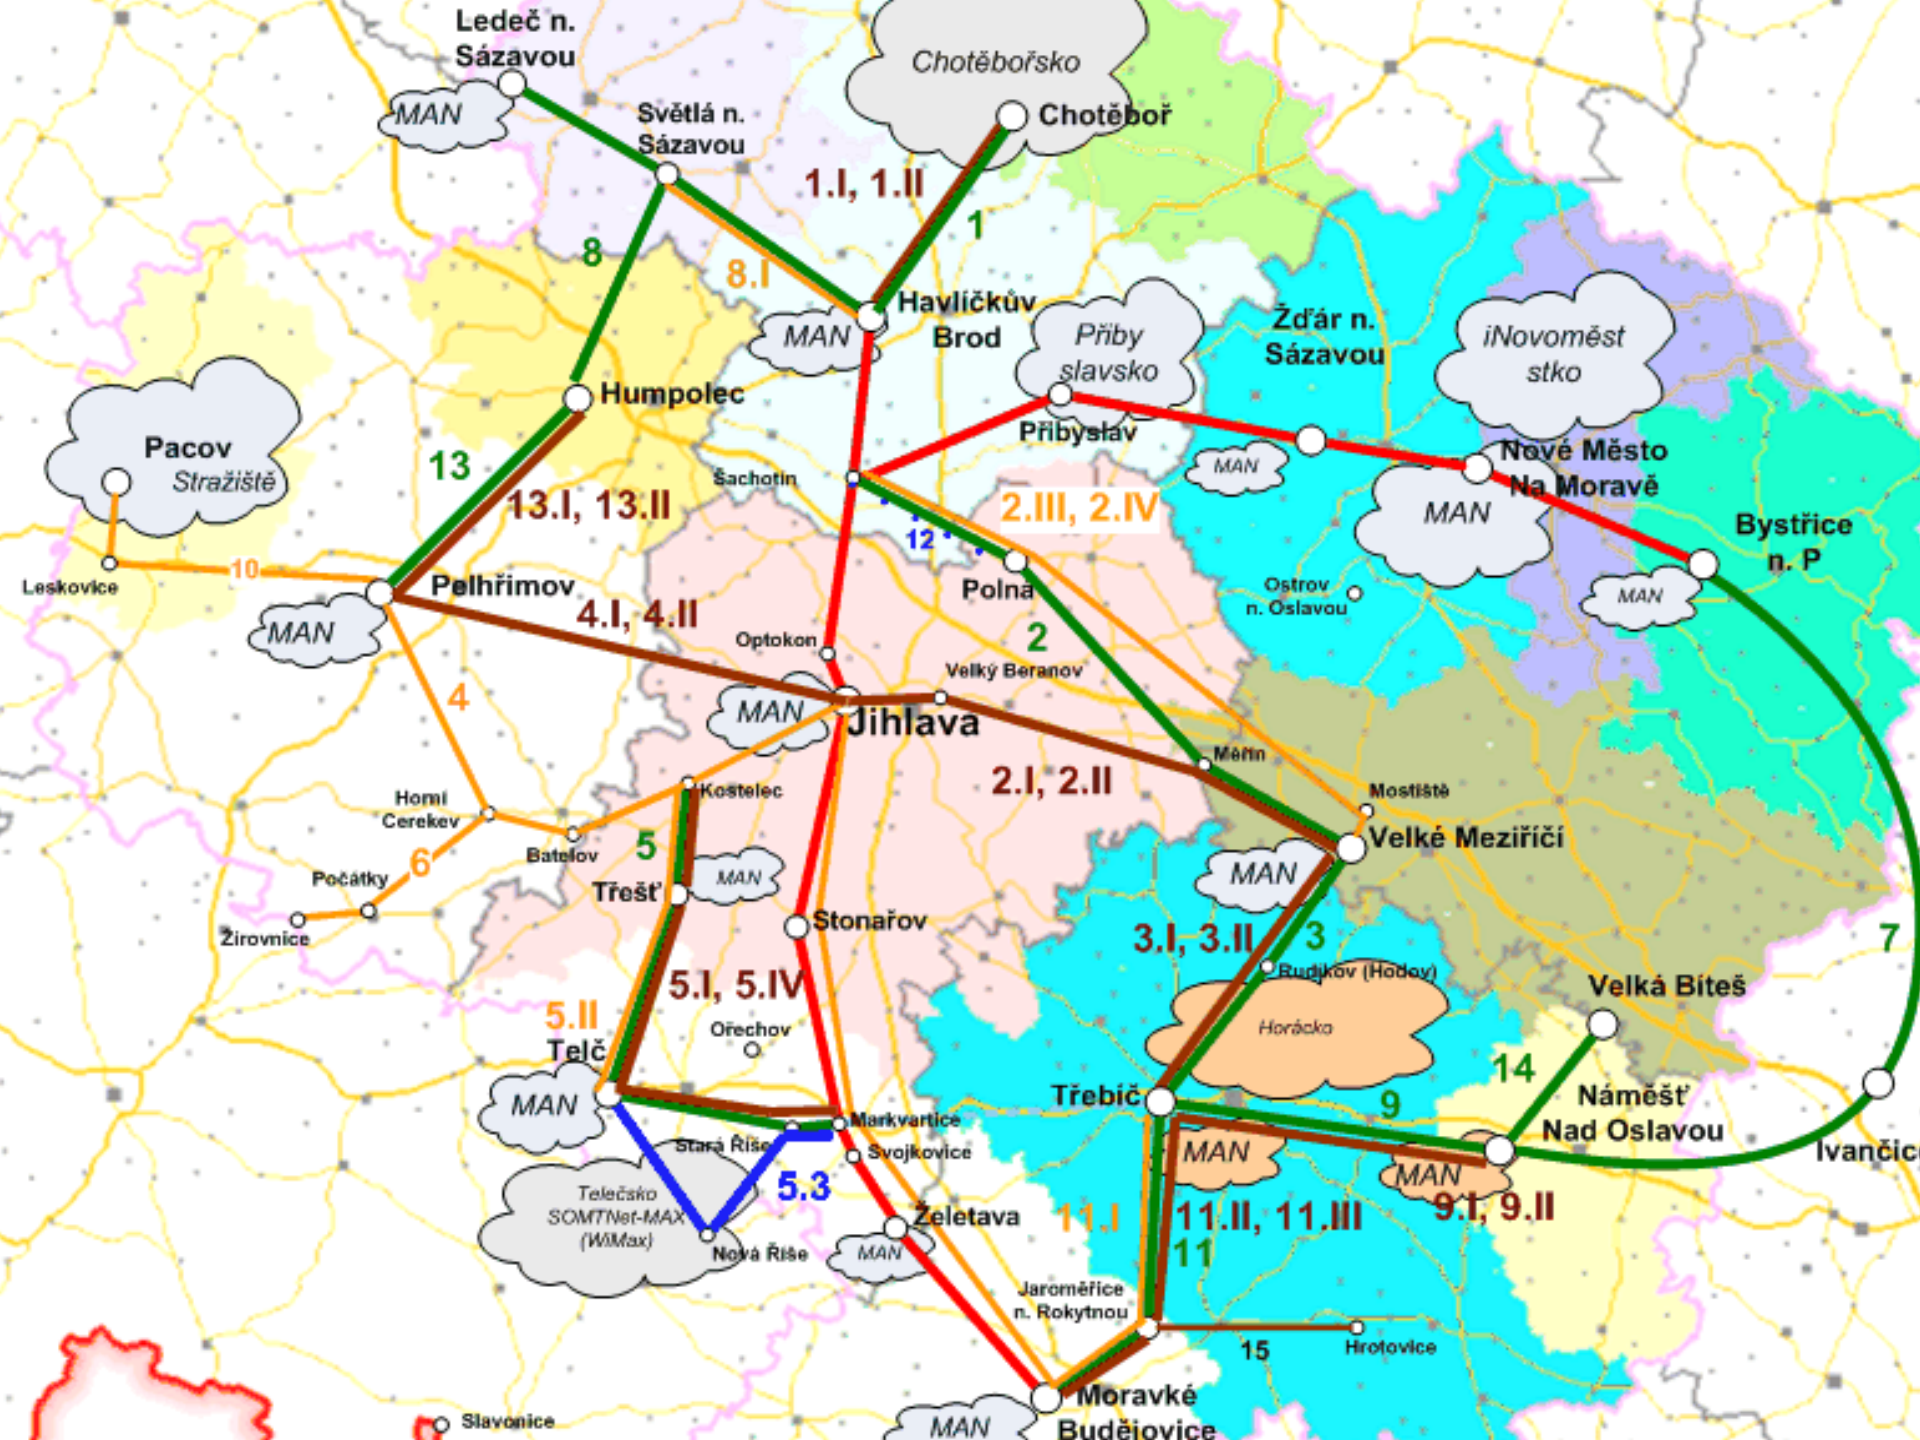 Ledeč n.
Sázavou
MAN
Světlá n.
Sázavou
Chotěbořsko
Chotěboř
1.I, 1.II
1
8
8.I
Havlíčkův
Brod
MAN
Přiby
slavsko
Přibyslav
Žďár n.
Sázavou
iNovoměst
stko
Humpolec
Pacov
Stražiště
13
13.I, 13.II
Šachotín
2.III, 2.IV
12
MAN
Nové Město
Na Moravě
MAN
Bystřice
n. P
MAN
Leskovice
10
Pelhřimov
MAN
4.I, 4.II
Polná
2
Ostrov
n. Oslavou
Optokon
Velký Beranov
MAN
Jihlava
4
Měřín
2.I, 2.II
Kostelec
Mostiště
Velké Meziříčí
MAN
Horní
Cerekev
Batelov
6
Počátky
Žirovnice
5
MAN
Třešť
Stonařov
3.I, 3.II
3
Rudíkov (Hodov)
7
Velká Bíteš
5.I, 5.IV
5.II
Ořechov
Telč
MAN
Horácko
14
Třebíč
9
Náměšť
Nad Oslavou
Ivančic
Markvartice
Stará Říše
Svojkovice
MAN
MAN
5.3
Telečsko
SOMTNet-MAX
(WiMax)
Nová Říše
Želetava
MAN
11.I
11.II, 11.III
11
9.I, 9.II
Jaroměřice
n. Rokytnou
15
Hrotovice
Moravké
Budějovice
MAN
Slavonice